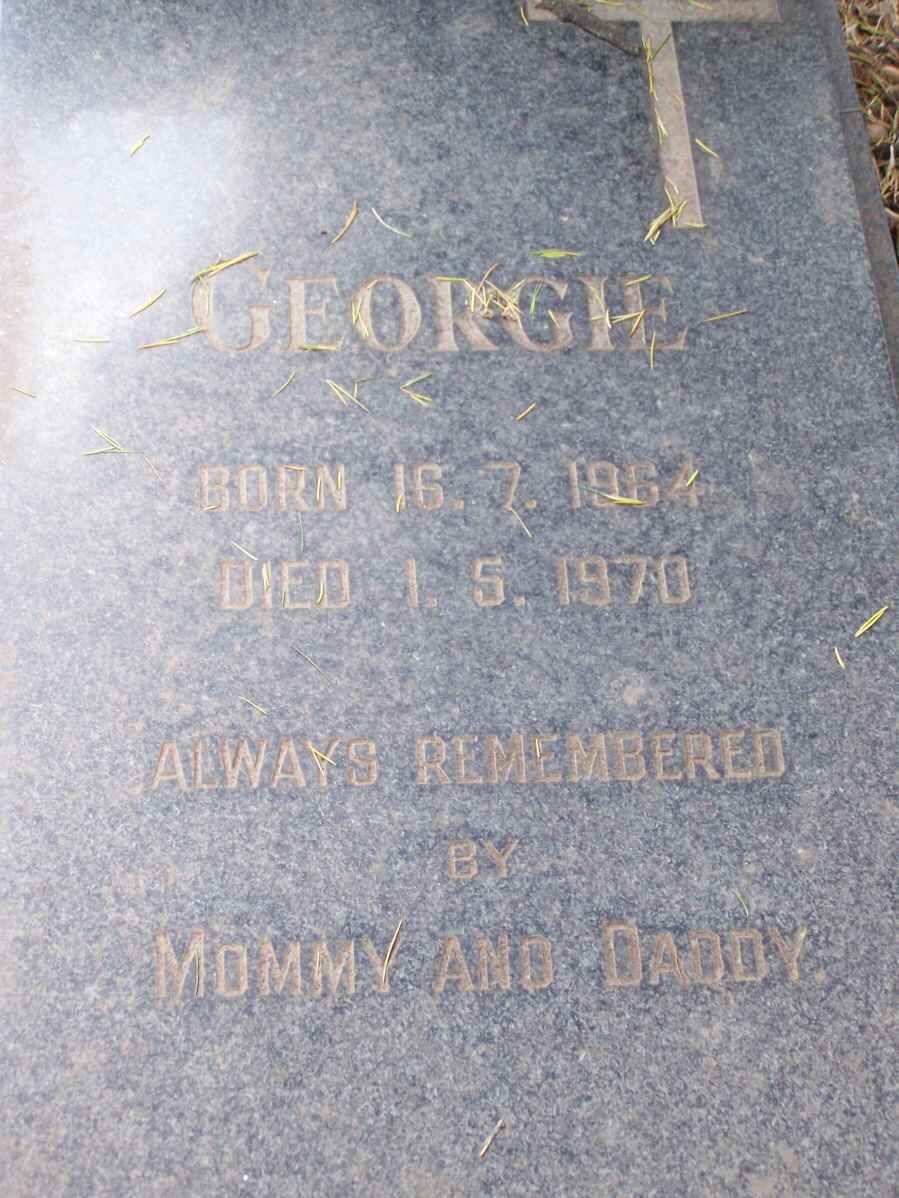 GEORGIE
BORN 16. 7. 1964
DIED 1. 5. 1970
ALWAYS REMEMBERED
BY
MOMMY AND DADDY.